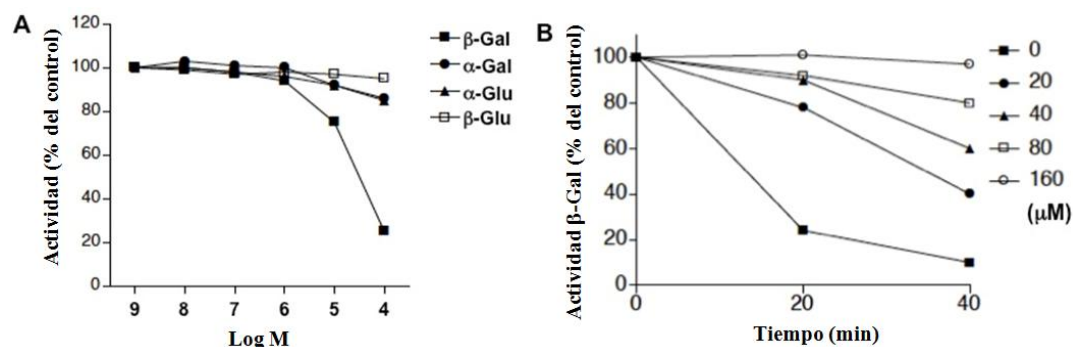 A
Actividad (% del control)
120
100
80
60
40
20
0
9 8 7 6 5 4
Log M
β-Gal
α-Gal
α-Glu
β-Glu
B
Actividad β-Gal (% del control)
100
80
60
40
20
0
0 20 40
Tiempo (min)
0
20
40
80
160
(μM)